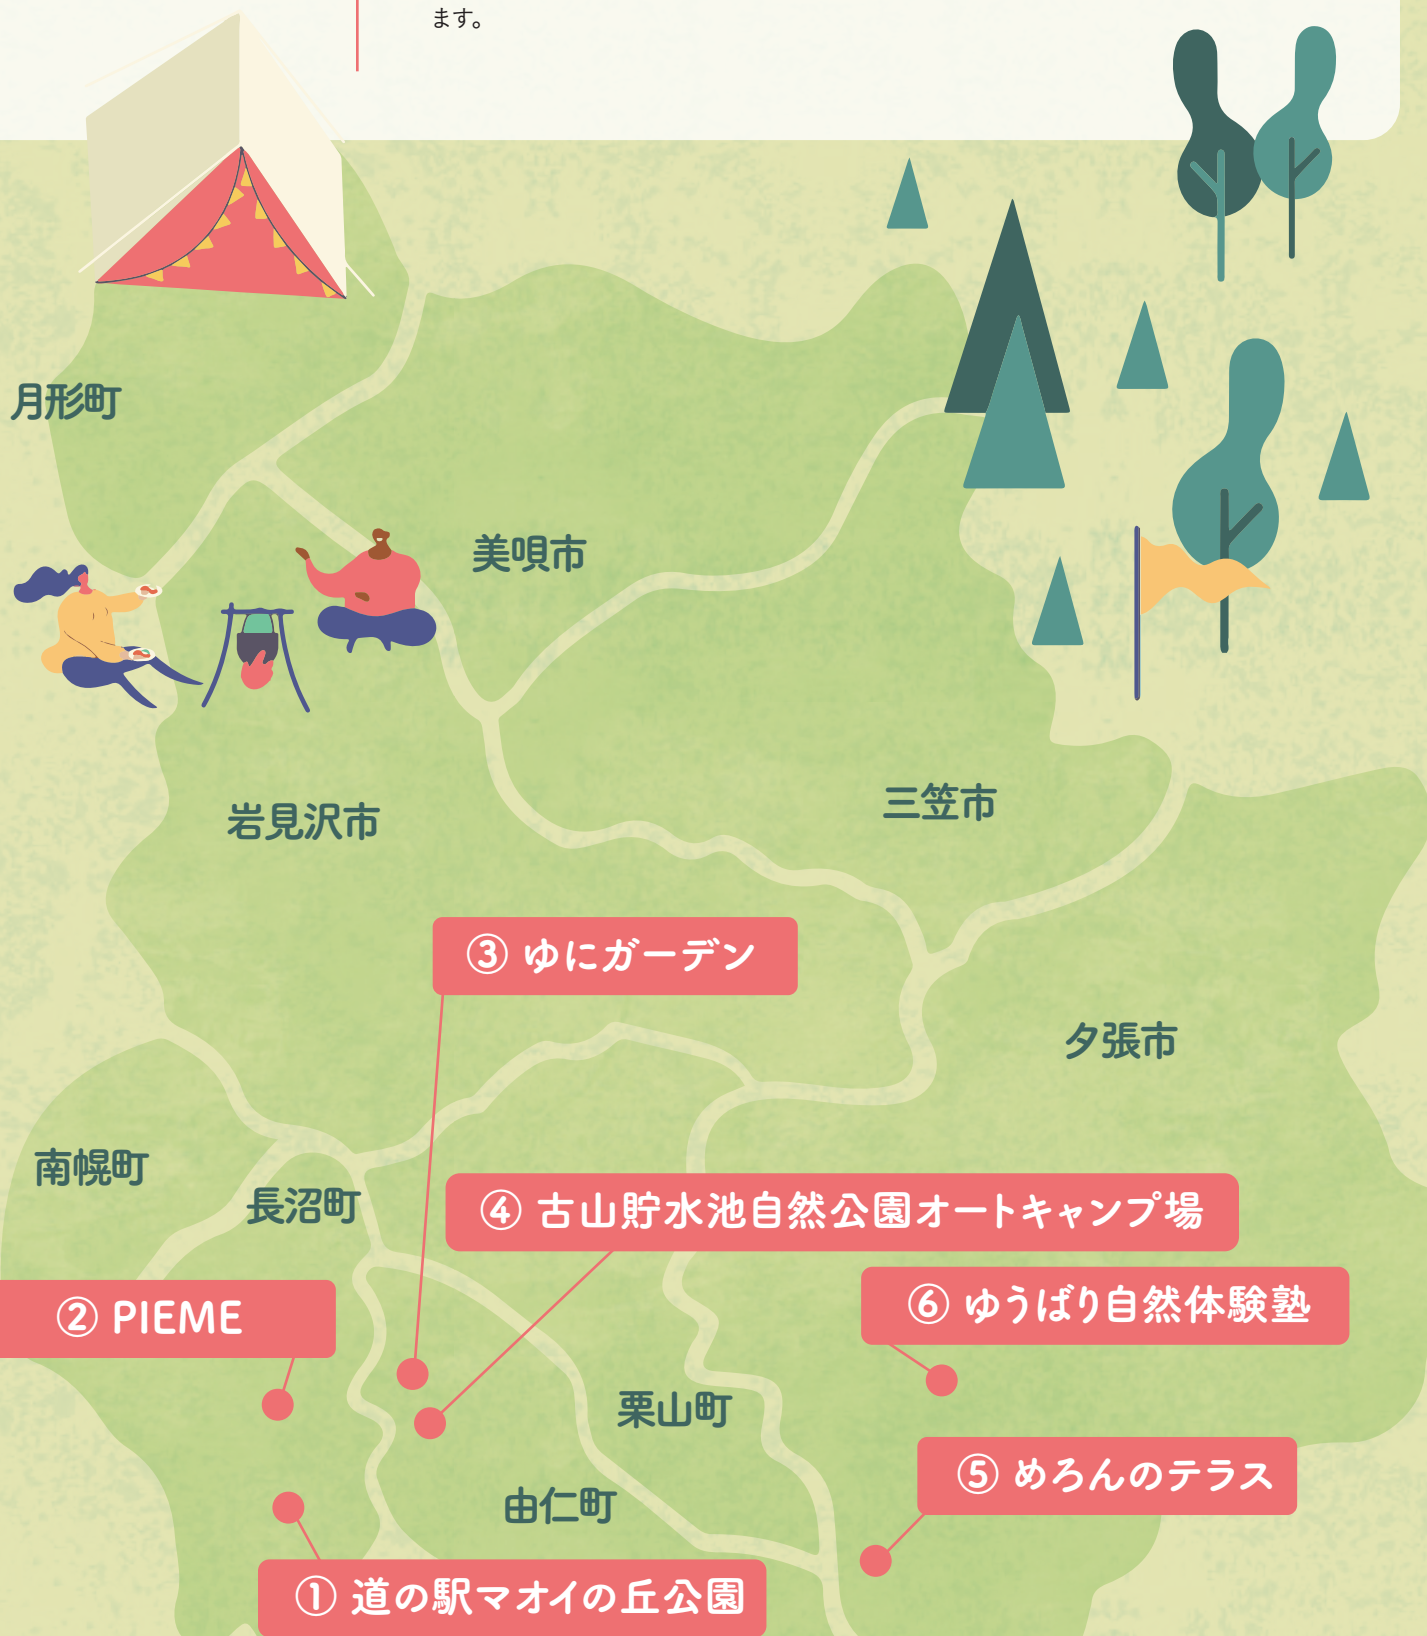 ます。
月形町
美唄市
三笠市
岩見沢市
③ ゆにガーデン
夕張市
南幌町
長沼町
④ 古山貯水池自然公園オートキャンプ場
② PIEME
⑥ ゆうばり自然体験塾
栗山町
⑤ めろんのテラス
由仁町
① 道の駅マオイの丘公園